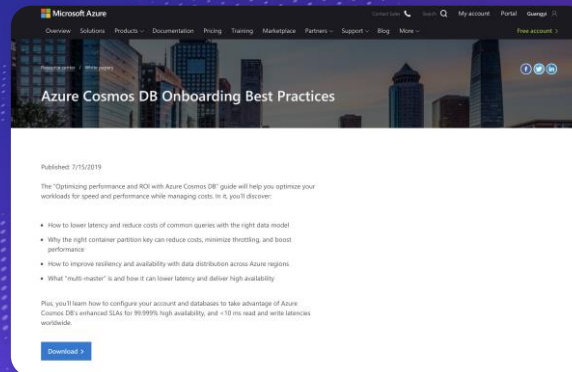 Microsoft Azure
Contact Sales Search My account Portal Guangyi
Overview Solutions Products Documentation Pricing Training Marketplace Partners Support Blog More Free account >
Resource center / White papers
Azure Cosmos DB Onboarding Best Practices
Published: 7/15/2019
The "Optimizing performance and ROI with Azure Cosmos DB" guide will help you optimize your
workloads for speed and performance while managing costs. In it, you'll discover:
• How to lower latency and reduce costs of common queries with the right data model
• Why the right container partition key can reduce costs, minimize throttling, and boost
performance
• How to improve resiliency and availability with data distribution across Azure regions
• What "multi-master" is and how it can lower latency and deliver high availability
Plus, you'll learn how to configure your account and databases to take advantage of Azure
Cosmos DB's enhanced SLAs for 99.999% high availability, and <10 ms read and write latencies
worldwide.
Download >